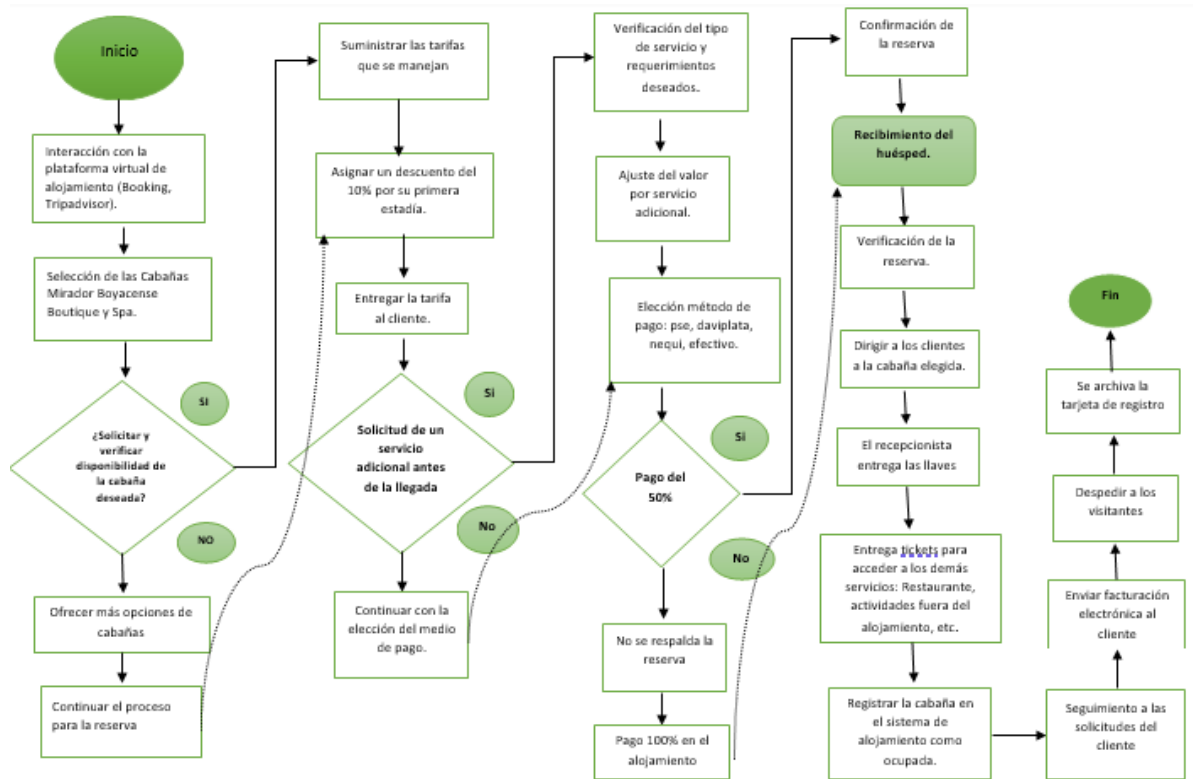 Inicio
Interacción con la
plataforma virtual de
alojamiento (Booking,
Tripadvisor).
Selección de las Cabañas
Mirador Boyacense
Boutique y Spa.
SI
¿Solicitar y
verificar
disponibilidad de
la cabaña
deseada?
NO
Ofrecer más opciones de
cabañas
Continuar el proceso
para la reserva
Suministrar las tarifas
que se manejan
Asignar un descuento del
10% por su primera
estadía.
Entregar la tarifa
al cliente.
Si
Solicitud de un
servicio
adicional antes
de la llegada
No
Continuar con la
elección del medio
de pago.
Verificación del tipo
de servicio y
requerimientos
deseados.
Ajuste del valor
por servicio
adicional.
Elección método de
pago: pse, daviplata,
nequi, efectivo.
Si
Pago del
50%
No
No se respalda la
reserva
Pago 100% en el
alojamiento
Confirmación de
la reserva
Recibimiento del
huésped.
Verificación de la
reserva.
Dirigir a los clientes
a la cabaña elegida.
El recepcionista
entrega las llaves
Entrega tickets para
acceder a los demás
servicios: Restaurante,
actividades fuera del
alojamiento, etc.
Registrar la cabaña en
el sistema de
alojamiento como
ocupada.
Seguimiento a las
solicitudes del
cliente
Enviar facturación
electrónica al
cliente
Despedir a los
visitantes
Se archiva la
tarjeta de registro
Fin